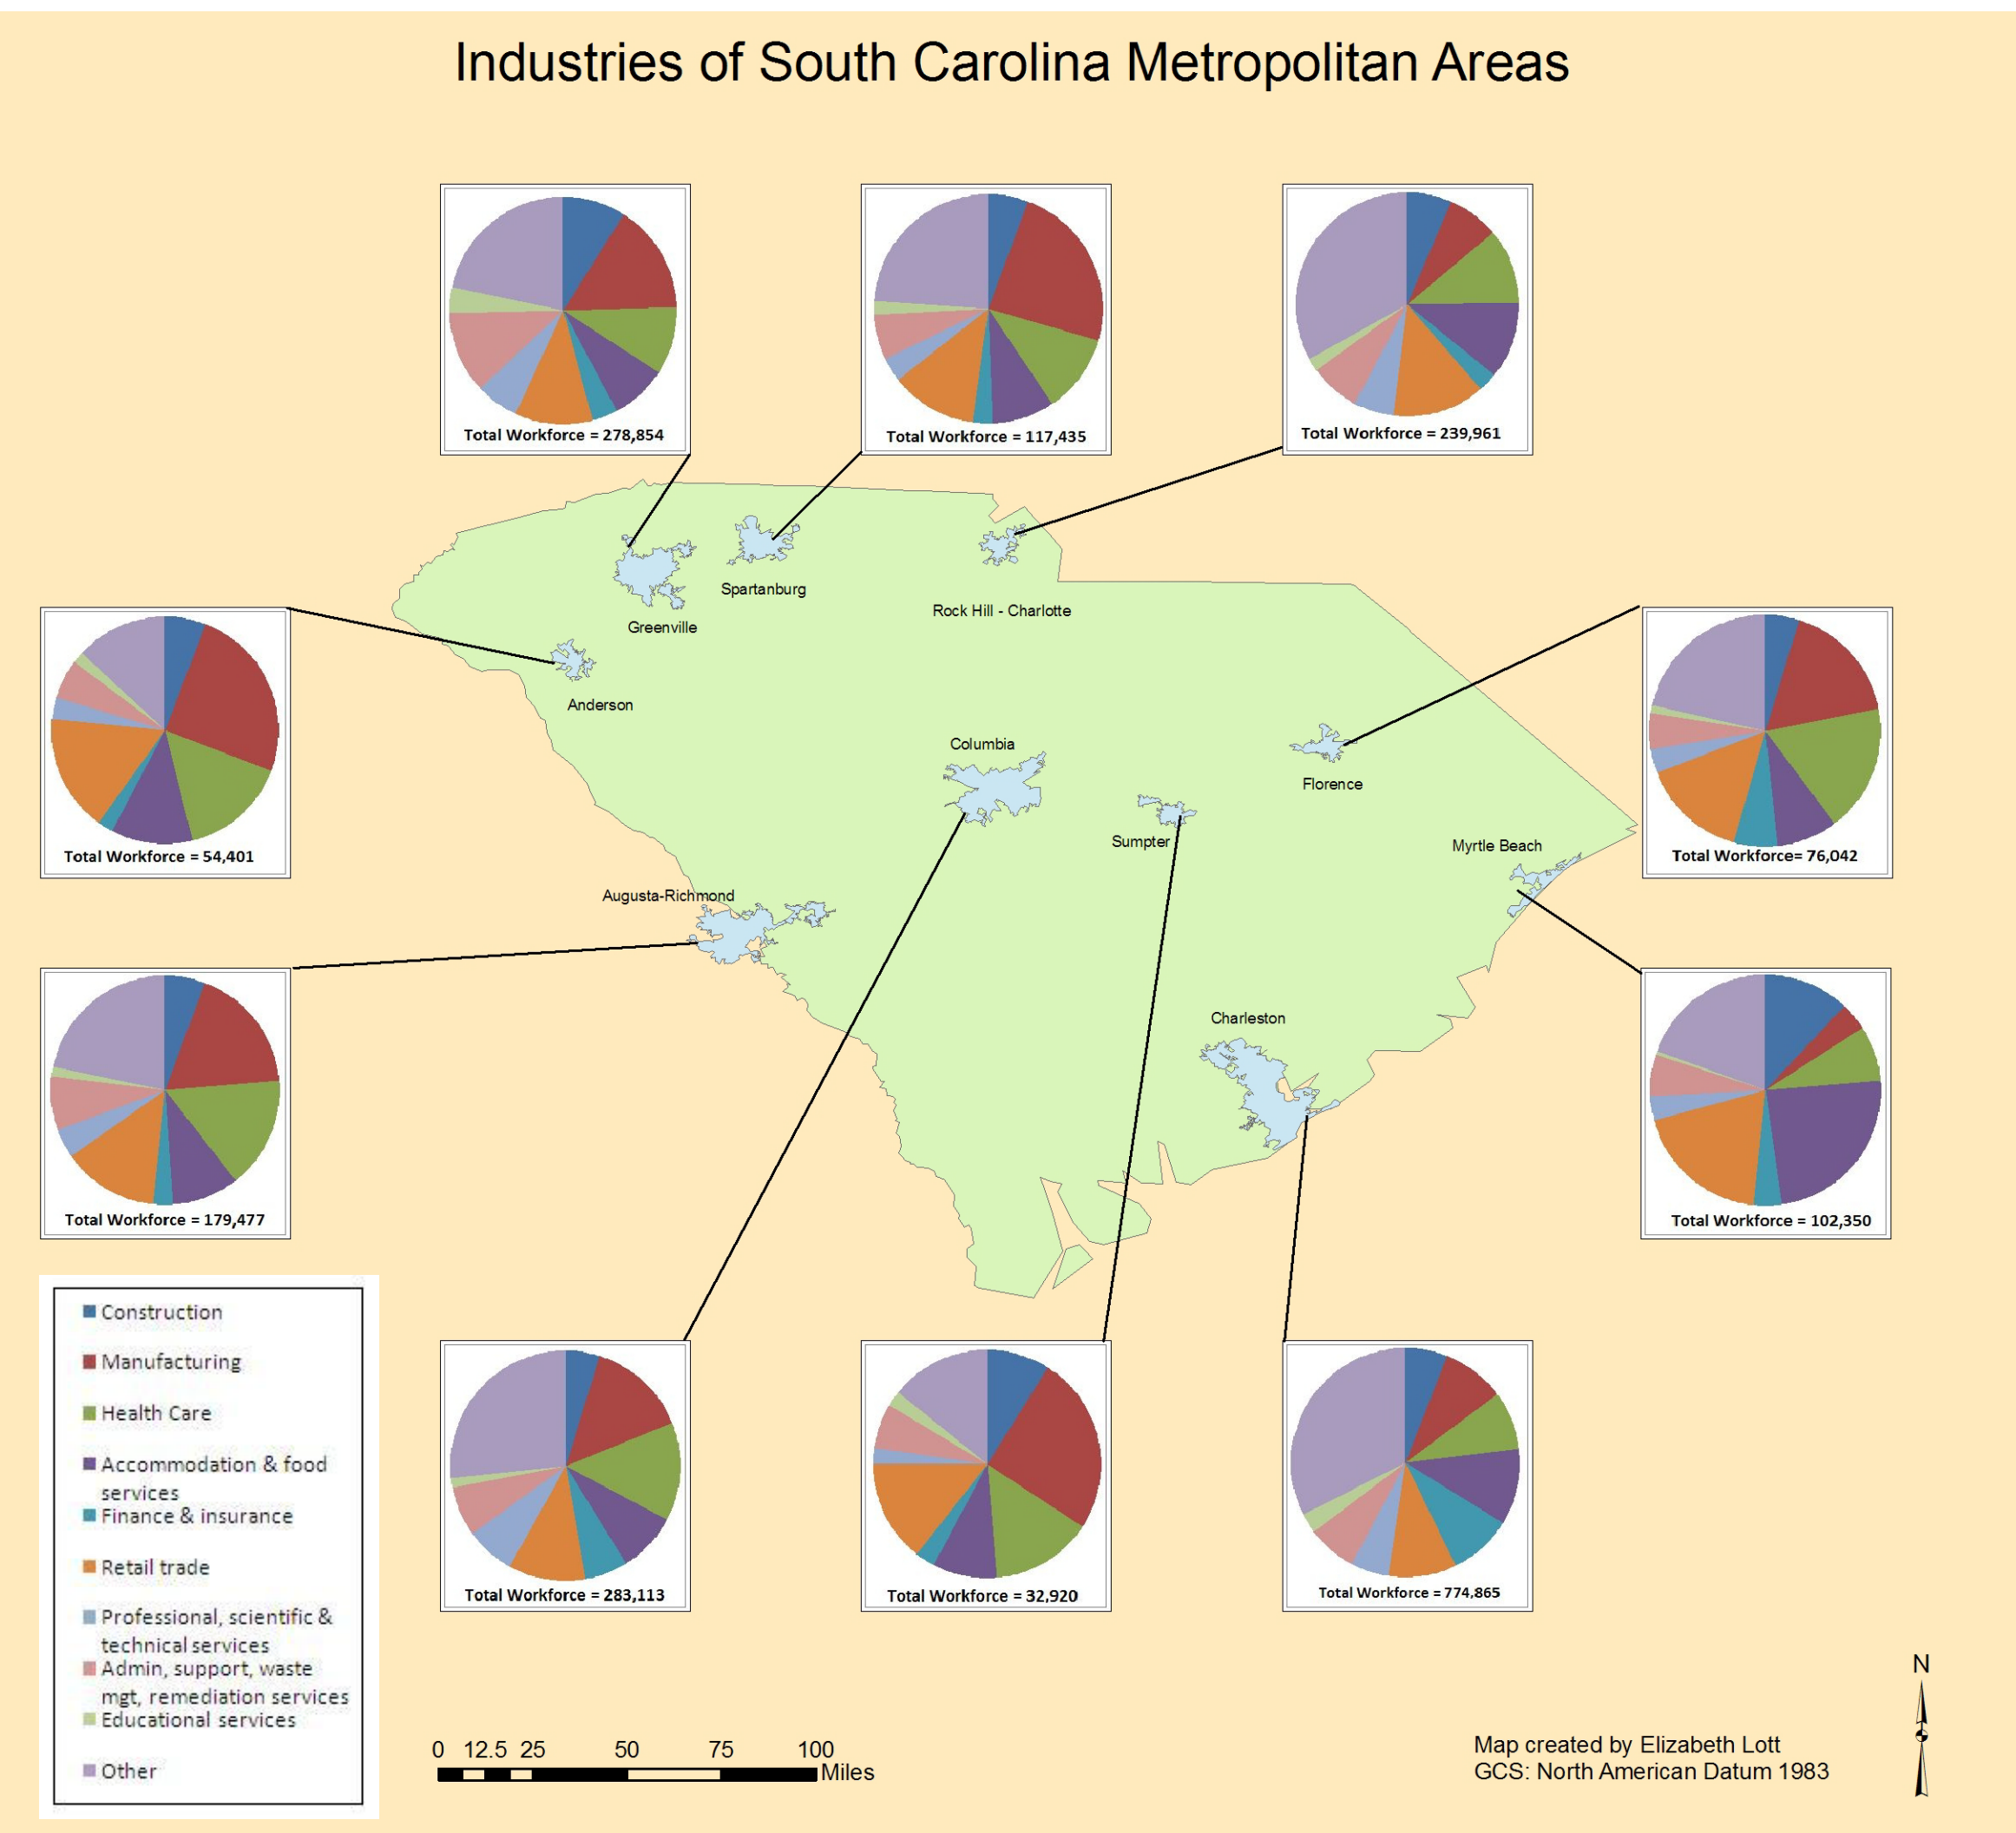 Industries of South Carolina Metropolitan Areas
Total Workforce = 278,854
Total Workforce = 117,435
Total Workforce = 239,961
Spartanburg
Rock Hill - Charlotte
Greenville
Anderson
Columbia
Florence
Sumpter
Myrtle Beach
Total Workforce = 54,401
Total Workforce= 76,042
Augusta-Richmond
Charleston
Total Workforce = 179,477
Total Workforce = 102,350
Construction
Manufacturing
Health Care
Accommodation & food
services
Finance & insurance
Retail trade
Professional, scientific &
technical services
Admin, support, waste
mgt, remediation services
Educational services
Other
Total Workforce = 283,113
Total Workforce = 32,920
Total Workforce = 774,865
0 12.5 25 50 75 100
Miles
N
Map created by Elizabeth Lott
GCS: North American Datum 1983